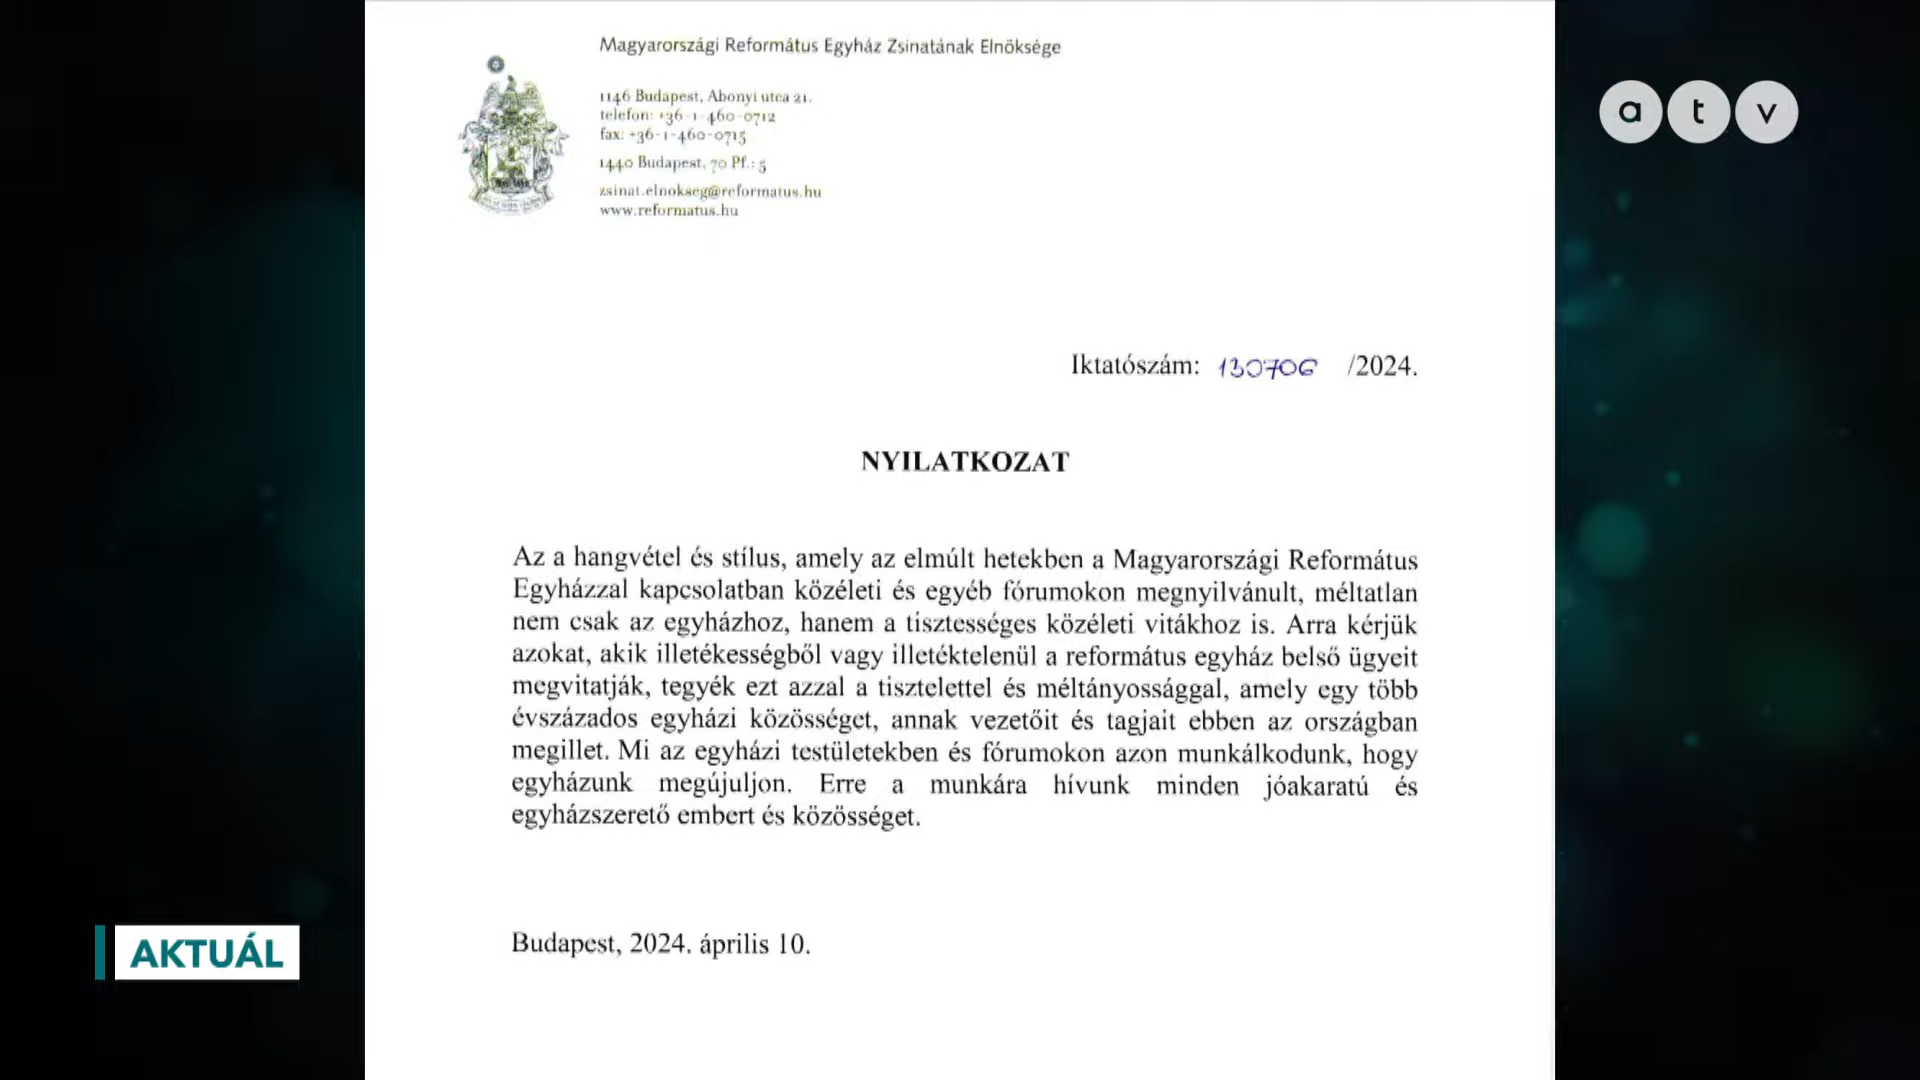 Magyarországi Református Egyház Zsinatának Elnöksége
1146 Budapest, Abonyi utca 21.
telefon: +36-1-460-0712
fax: +36-1-460-0715
1440 Budapest, 70 Pf.: 5
zsinat.elnokseg@reformatus.hu
www.reformatus.hu
a t v
Iktatószám: 130706 /2024.
NYILATKOZAT
Az a hangvétel és stílus, amely az elmúlt hetekben a Magyarországi Református
Egyházzal kapcsolatban közéleti és egyéb fórumokon megnyilvánult, méltatlan
nem csak az egyházhoz, hanem a tisztességes közéleti vitákhoz is. Arra kérjük
azokat, akik illetékességből vagy illetéktelenül a református egyház belső ügyeit
megvitatják, tegyék ezt azzal a tisztelettel és méltányossággal, amely egy több
évszázados egyházi közösséget, annak vezetőit és tagjait ebben az országban
megillet. Mi az egyházi testületekben és fórumokon azon munkálkodunk, hogy
egyházunk megújuljon. Erre a munkára hívunk minden jóakaratú és
egyházszerető embert és közösséget.
Budapest, 2024. április 10.
AKTUÁL